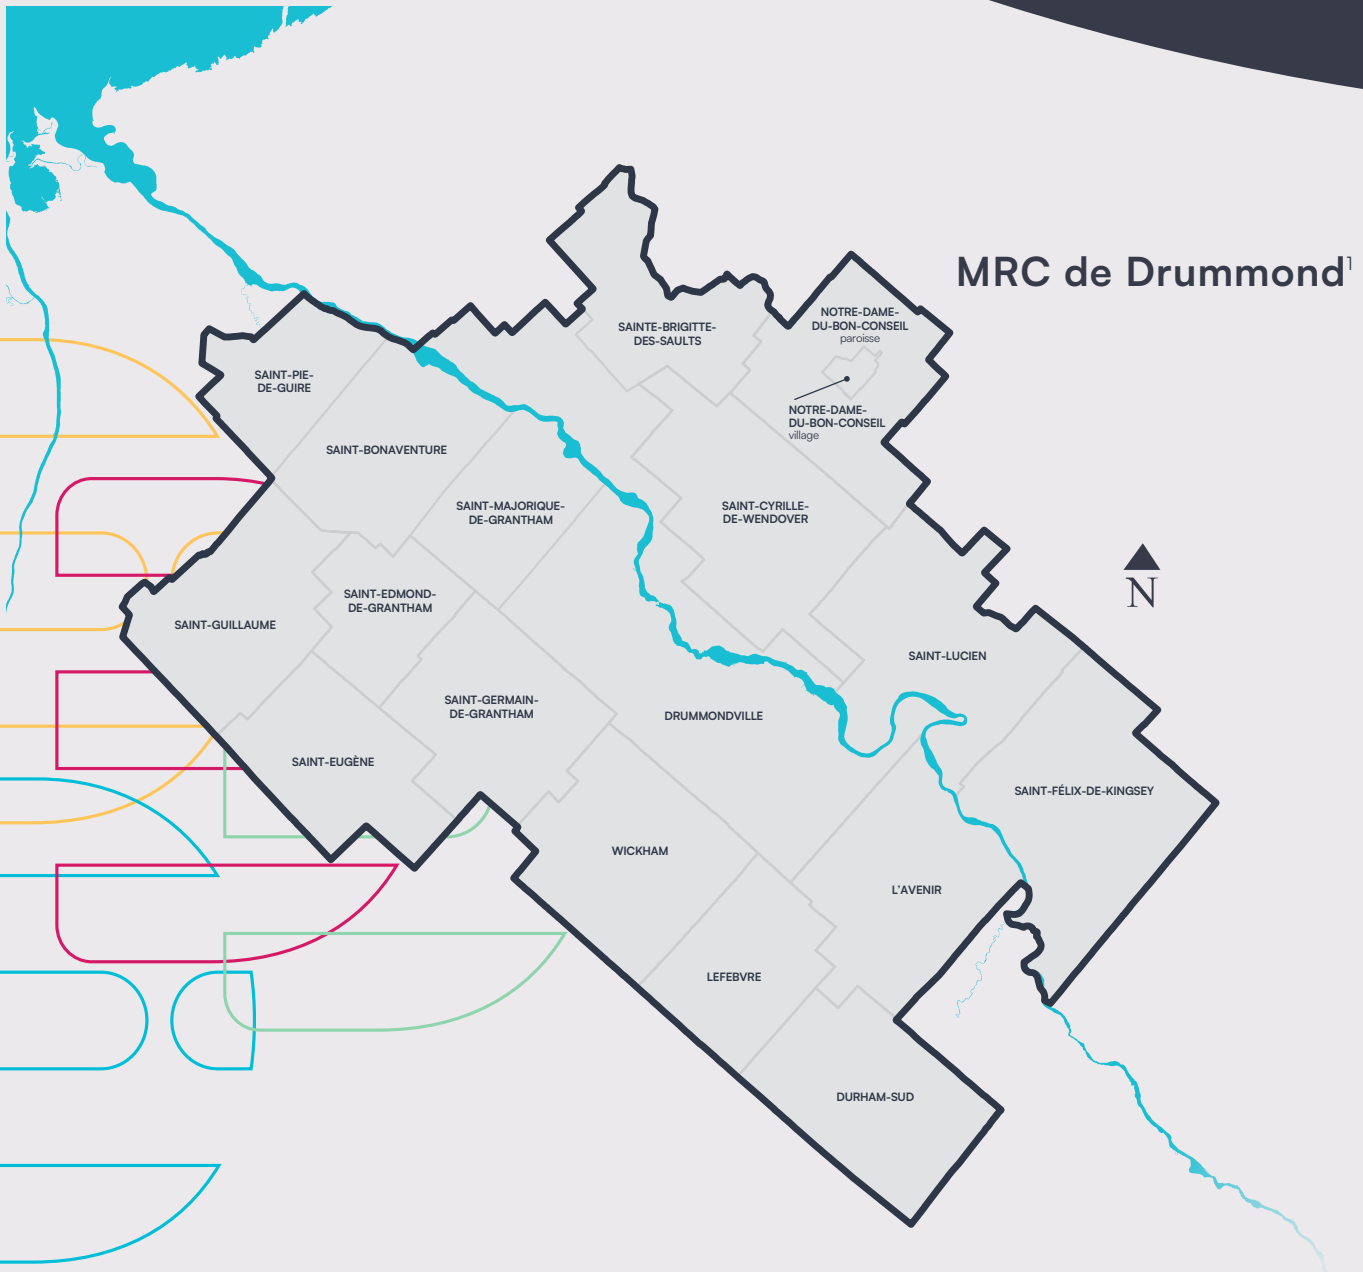 MRC de Drummond¹
NOTRE-DAME-
DU-BON-CONSEIL
paroisse
SAINTE-BRIGITTE-
DES-SAULTS
SAINT-PIE-
DE-GUIRE
NOTRE-DAME-
DU-BON-CONSEIL
village
SAINT-BONAVENTURE
SAINT-MAJORIQUE-
DE-GRANTHAM
SAINT-CYRILLE-
DE-WENDOVER
N
SAINT-EDMOND-
DE-GRANTHAM
SAINT-GUILLAUME
SAINT-LUCIEN
SAINT-GERMAIN-
DE-GRANTHAM
DRUMMONDVILLE
SAINT-EUGÈNE
SAINT-FÉLIX-DE-KINGSEY
WICKHAM
L'AVENIR
LEFEBVRE
DURHAM-SUD